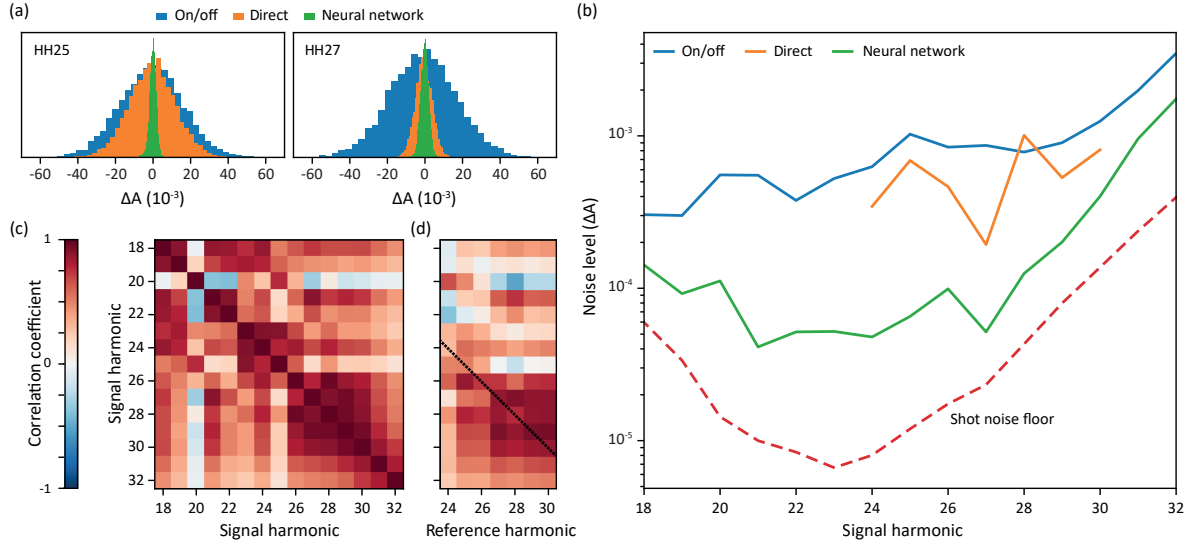 (a)
On/off Direct Neural network
HH25
HH27
-60 -40 -20 0 20 40 60
-60 -40 -20 0 20 40 60
ΔA (10⁻³)
ΔA (10⁻³)
(b)
On/off Direct Neural network
10⁻³
10⁻⁴
10⁻⁵
Noise level (ΔA)
Shot noise floor
18 20 22 24 26 28 30 32
Signal harmonic
(c)
1
0
-1
Correlation coefficient
18
20
22
24
26
28
30
32
Signal harmonic
18 20 22 24 26 28 30 32
Signal harmonic
(d)
24 26 28 30
Reference harmonic